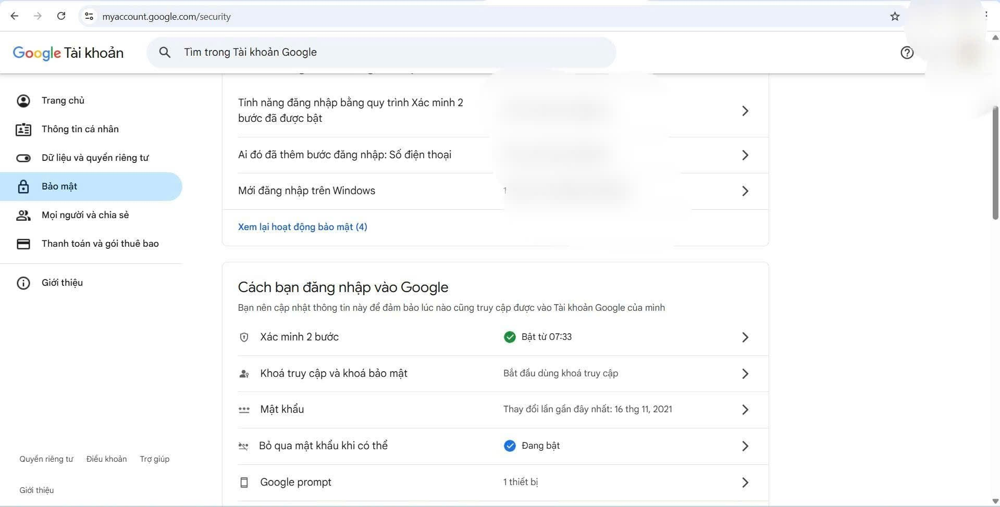 myaccount.google.com/security
Google Tài khoản
Tìm trong Tài khoản Google
Trang chủ
Thông tin cá nhân
Dữ liệu và quyền riêng tư
Bảo mật
Mọi người và chia sẻ
Thanh toán và gói thuê bao
Giới thiệu
Quyền riêng tư Điều khoản Trợ giúp
Giới thiệu
Tính năng đăng nhập bằng quy trình Xác minh 2
bước đã được bật
Ai đó đã thêm bước đăng nhập: Số điện thoại
Mới đăng nhập trên Windows
Xem lại hoạt động bảo mật (4)
Cách bạn đăng nhập vào Google
Bạn nên cập nhật thông tin này để đảm bảo lúc nào cũng truy cập được vào Tài khoản Google của mình
Xác minh 2 bước Bật từ 07:33
Khoá truy cập và khoá bảo mật Bắt đầu dùng khoá truy cập
Mật khẩu Thay đổi lần gần đây nhất: 16 thg 11, 2021
Bỏ qua mật khẩu khi có thể Đang bật
Google prompt 1 thiết bị